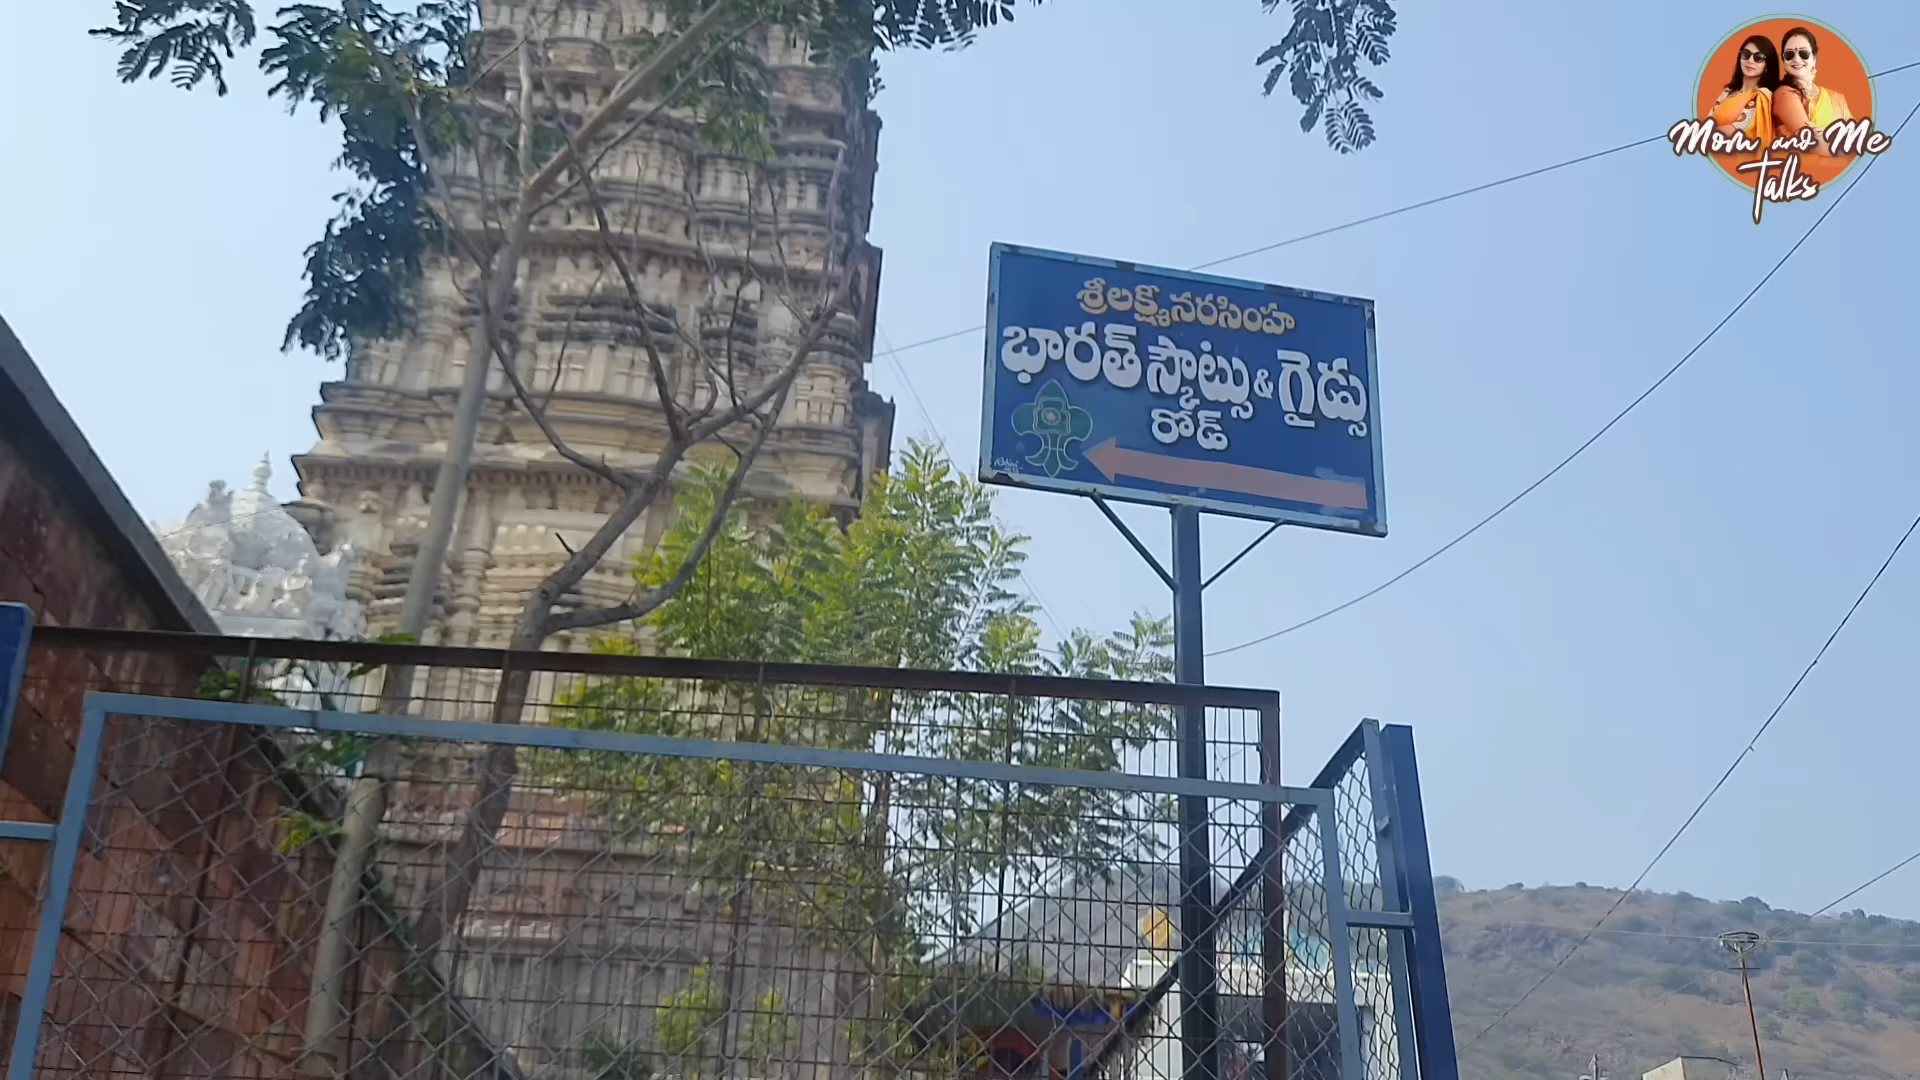 శ్రీలక్ష్మీనరసింహ
భారత్ స్కౌట్సు & గైడ్సు
రోడ్
Mom and Me
Talks